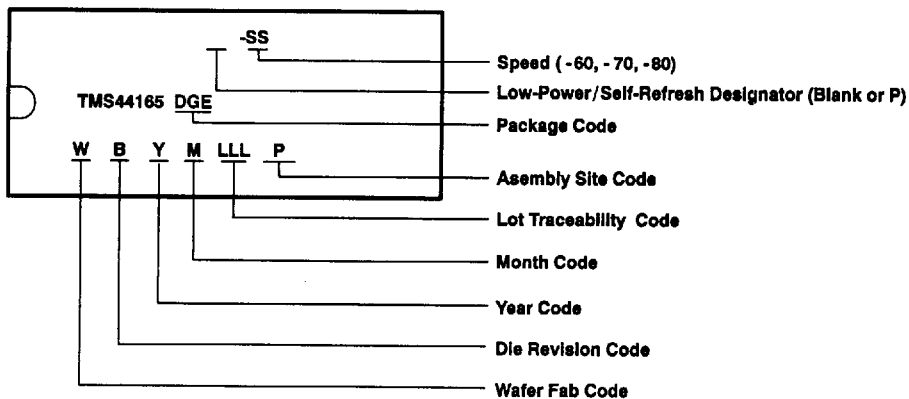 -SS
Speed ( -60, - 70, -80)
Low-Power/Self-Refresh Designator (Blank or P)
TMS44165 DGE
Package Code
W B Y M LLL P
Asembly Site Code
Lot Traceability Code
Month Code
Year Code
Die Revision Code
Wafer Fab Code